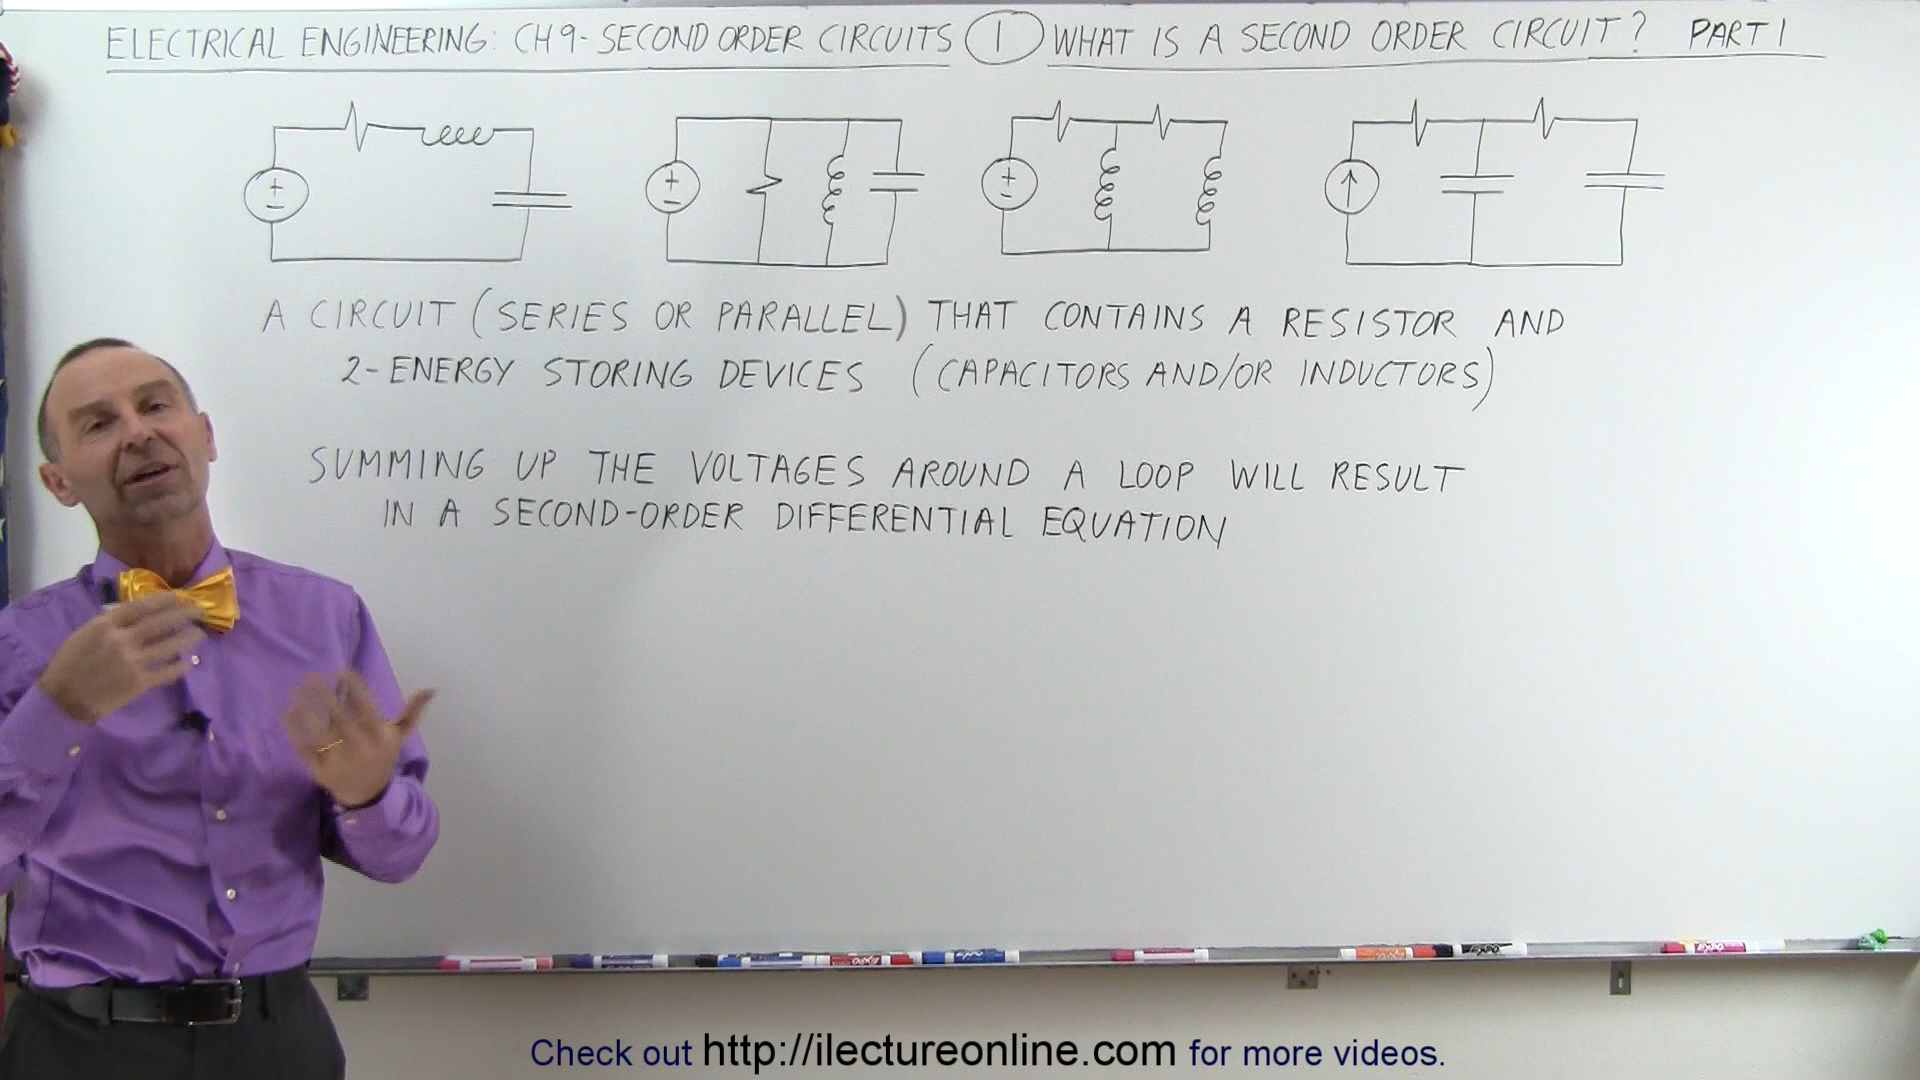 ELECTRICAL ENGINEERING: CH 9- SECOND ORDER CIRCUITS 1 WHAT IS A SECOND ORDER CIRCUIT? PART 1
+ - + - + -
A CIRCUIT (SERIES OR PARALLEL) THAT CONTAINS A RESISTOR AND
2-ENERGY STORING DEVICES (CAPACITORS AND/OR INDUCTORS)
SUMMING UP THE VOLTAGES AROUND A LOOP WILL RESULT
IN A SECOND-ORDER DIFFERENTIAL EQUATION
Check out http://ilectureonline.com for more videos.